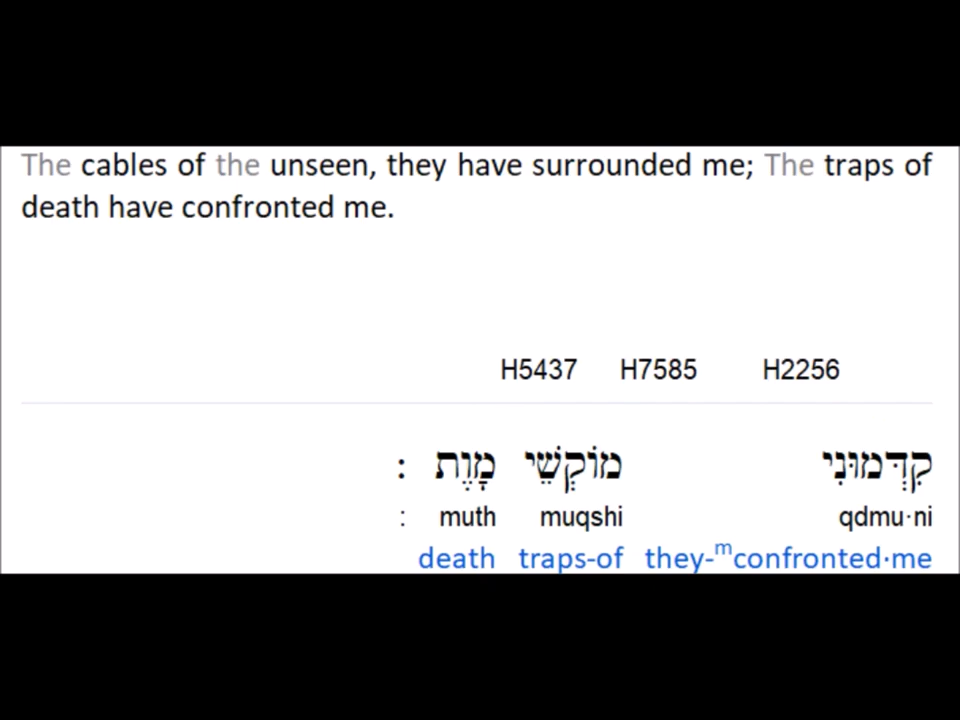 The cables of the unseen, they have surrounded me; The traps of
death have confronted me.
H5437 H7585 H2256
קִדְּמוּנִי מוֹקְשֵׁי מָוֶת :
: muth muqshi qdmu·ni
death traps-of they-ᵐconfronted·me